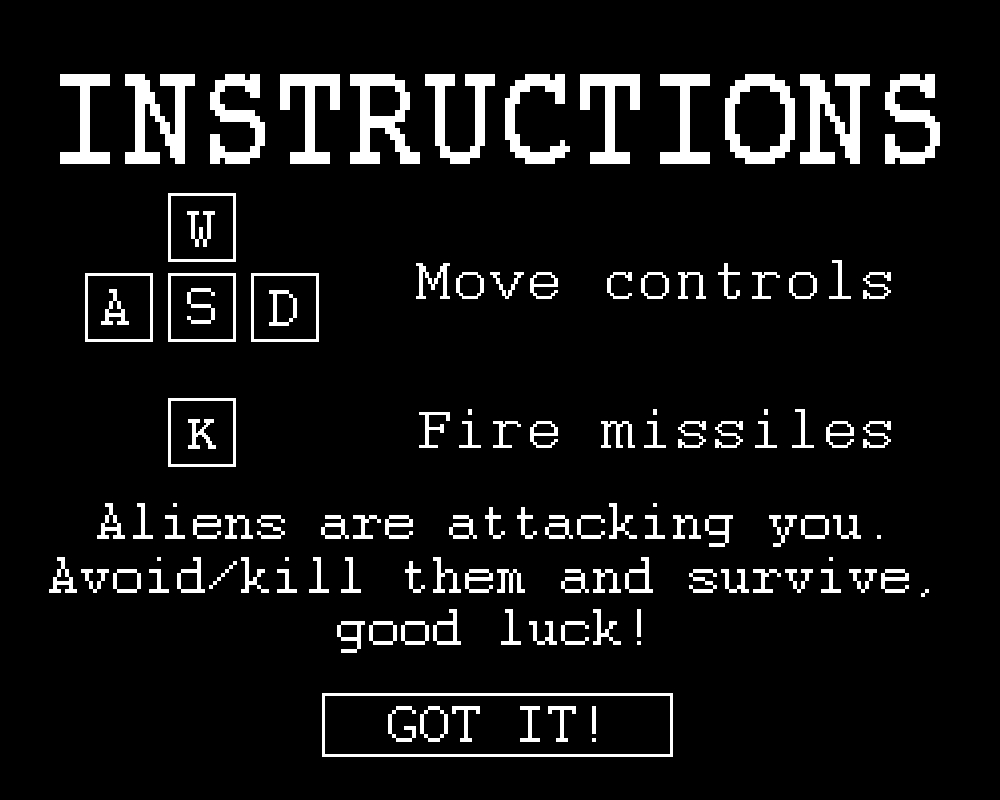 INSTRUCTIONS
W
A S D
Move controls
K
Fire missiles
Aliens are attacking you.
Avoid/kill them and survive,
good luck!
GOT IT!